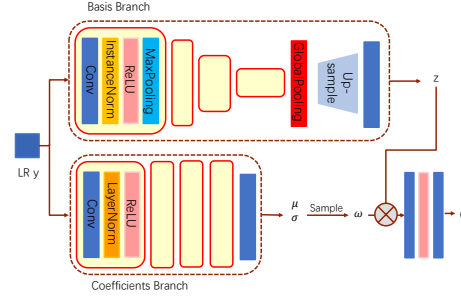 Basis Branch
Conv
InstanceNorm
ReLU
MaxPooling
GlobalPooling
Up-
sample
z
LR y
Conv
LayerNorm
ReLU
μ
σ
Sample
ω
Coefficients Branch